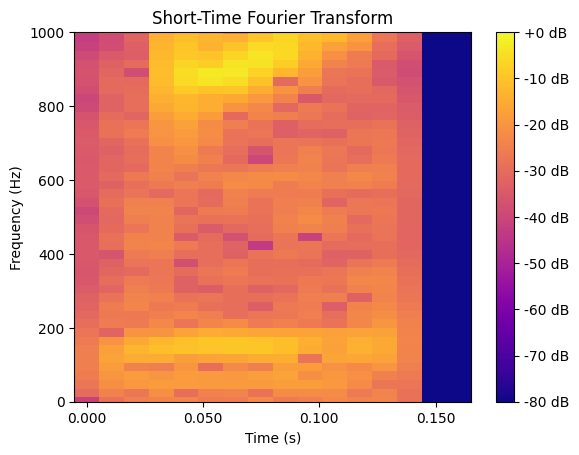 Short-Time Fourier Transform
Frequency (Hz)
1000
800
600
400
200
0
0.000
0.050
0.100
0.150
Time (s)
+0 dB
-10 dB
-20 dB
-30 dB
-40 dB
-50 dB
-60 dB
-70 dB
-80 dB